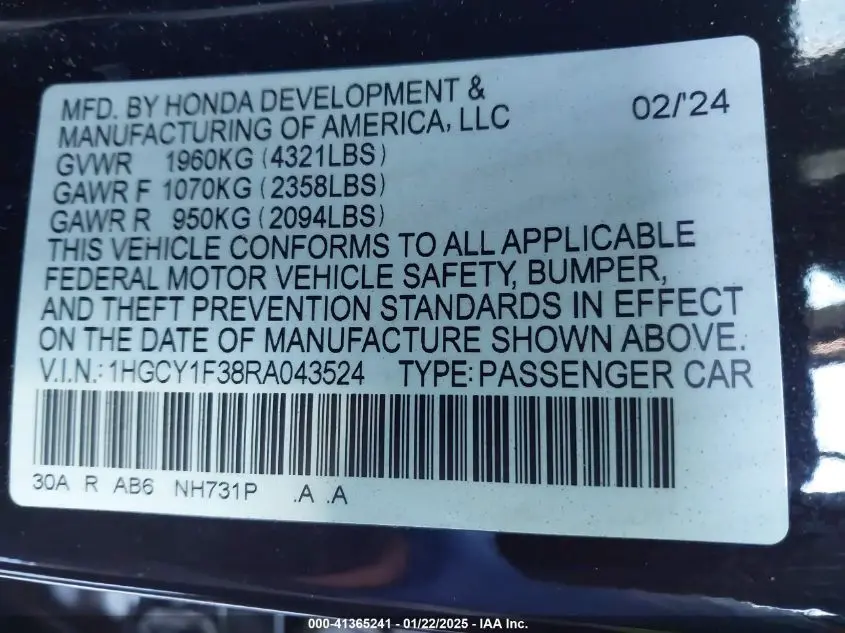 MFD. BY HONDA DEVELOPMENT & MANUFACTURING OF AMERICA, LLC 02/'24
GVWR 1960KG (4321LBS)
GAWR F 1070KG (2358LBS)
GAWR R 950KG (2094LBS)
THIS VEHICLE CONFORMS TO ALL APPLICABLE
FEDERAL MOTOR VEHICLE SAFETY, BUMPER,
AND THEFT PREVENTION STANDARDS IN EFFECT
ON THE DATE OF MANUFACTURE SHOWN ABOVE.
V.I.N.: 1HGCY1F38RA043524 TYPE: PASSENGER CAR
30A R AB6 NH731P .A .A
000-41365241 - 01/22/2025 - IAA Inc.